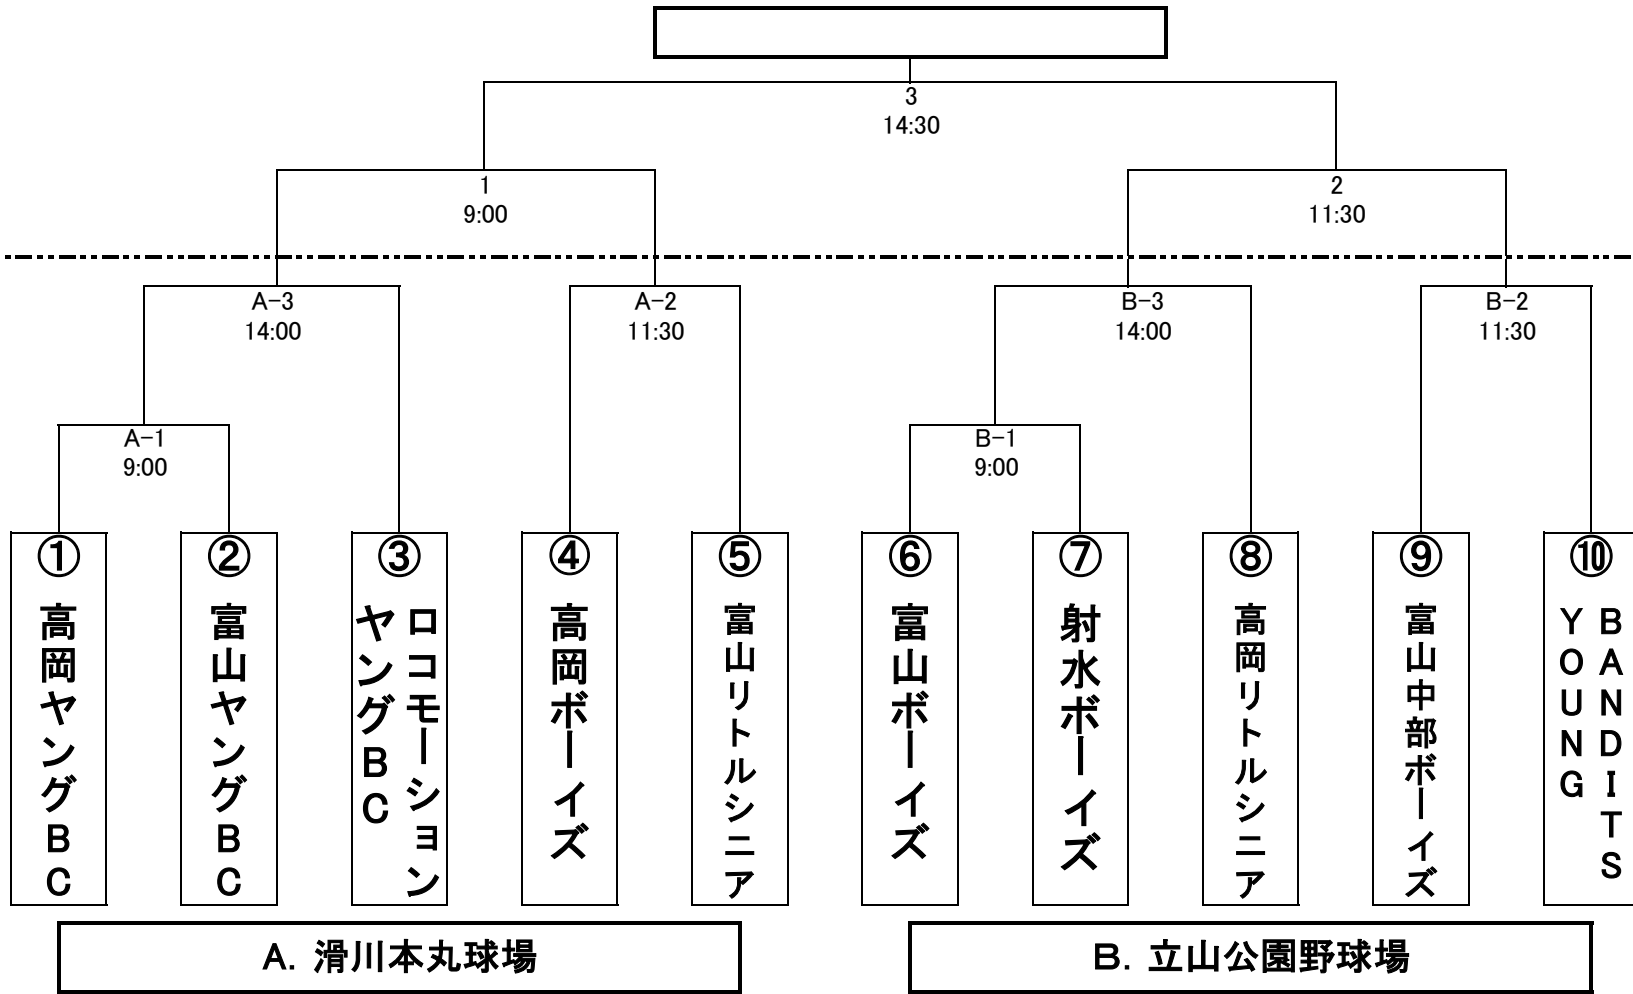 3
14:30
1
9:00
2
11:30
A-3
14:00
A-2
11:30
B-3
14:00
B-2
11:30
A-1
9:00
B-1
9:00
①
高岡ヤングBC
②
富山ヤングBC
③
ロコモーション
ヤングBC
④
高岡ボーイズ
⑤
富山リトルシニア
⑥
富山ボーイズ
⑦
射水ボーイズ
⑧
高岡リトルシニア
⑨
富山中部ボーイズ
⑩
BANDITS
YOUNG
A. 滑川本丸球場
B. 立山公園野球場